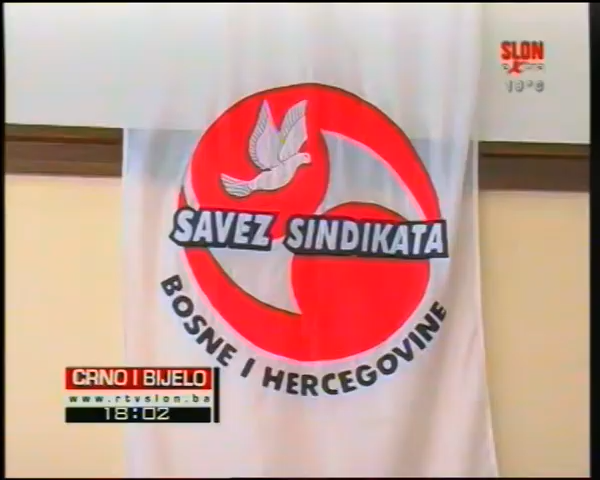 SLON
18°C
SAVEZ SINDIKATA
BOSNE I HERCEGOVINE
CRNO I BIJELO
www.rtvslon.ba
18:02